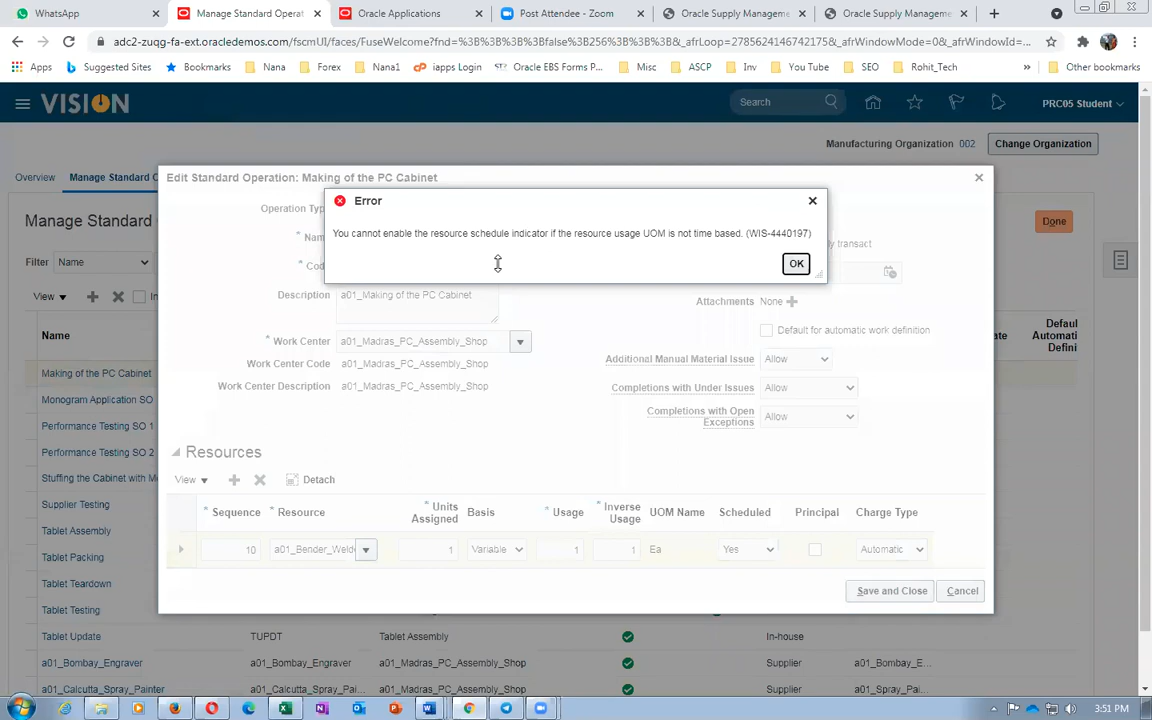 WhatsApp
Manage Standard Operat
Oracle Applications
Post Attendee - Zoom
Oracle Supply Manageme
Oracle Supply Manageme
adc2-zuqg-fa-ext.oracledemos.com/fscmUI/faces/FuseWelcome?fnd=%3B%3B%3B%3Bfalse%3B256%3B%3B%3B&_afrLoop=27856241467421758&_afrWindowMode=0&_afrWindowId=...
Apps
Suggested Sites
Bookmarks
Nana
Forex
Nana1
iapps Login
Oracle EBS Forms P...
Misc
ASCP
Inv
You Tube
SEO
Rohit_Tech
»
Other bookmarks
VISION
Search
PRC05 Student
Manufacturing Organization 002
Change Organization
Overview
Manage Standard O
Manage Standard
Done
Filter Name
View
In
Name
Making of the PC Cabinet
Monogram Application SO
Performance Testing SO 1
Performance Testing SO 2
Stuffing the Cabinet with Me
Supplier Testing
Tablet Assembly
Tablet Packing
Tablet Teardown
Tablet Testing
Tablet Update TUPDT Tablet Assembly In-house
a01_Bombay_Engraver a01_Bombay_Engraver a01_Madras_PC_Assembly_Shop Supplier a01_Bombay_E...
a01_Calcutta_Spray_Painter a01_Calcutta_Spray_Pai... a01_Madras_PC_Assembly_Shop Supplier a01_Calcutta_S...
Defaul
Automati
Defini
ate
Edit Standard Operation: Making of the PC Cabinet
Operation Typ
* Nam
* Cod
Description a01_Making of the PC Cabinet
* Work Center a01_Madras_PC_Assembly_Shop
Work Center Code a01_Madras_PC_Assembly_Shop
Work Center Description a01_Madras_PC_Assembly_Shop
y transact
Attachments None
Default for automatic work definition
Additional Manual Material Issue Allow
Completions with Under Issues Allow
Completions with Open
Exceptions
Allow
Error
You cannot enable the resource schedule indicator if the resource usage UOM is not time based. (WIS-4440197)
OK
Resources
View
Detach
* Sequence * Resource * Units Assigned Basis * Usage * Inverse Usage UOM Name Scheduled Principal Charge Type
10 a01_Bender_Weld 1 Variable 1 1 Ea Yes Automatic
Save and Close
Cancel
3:51 PM